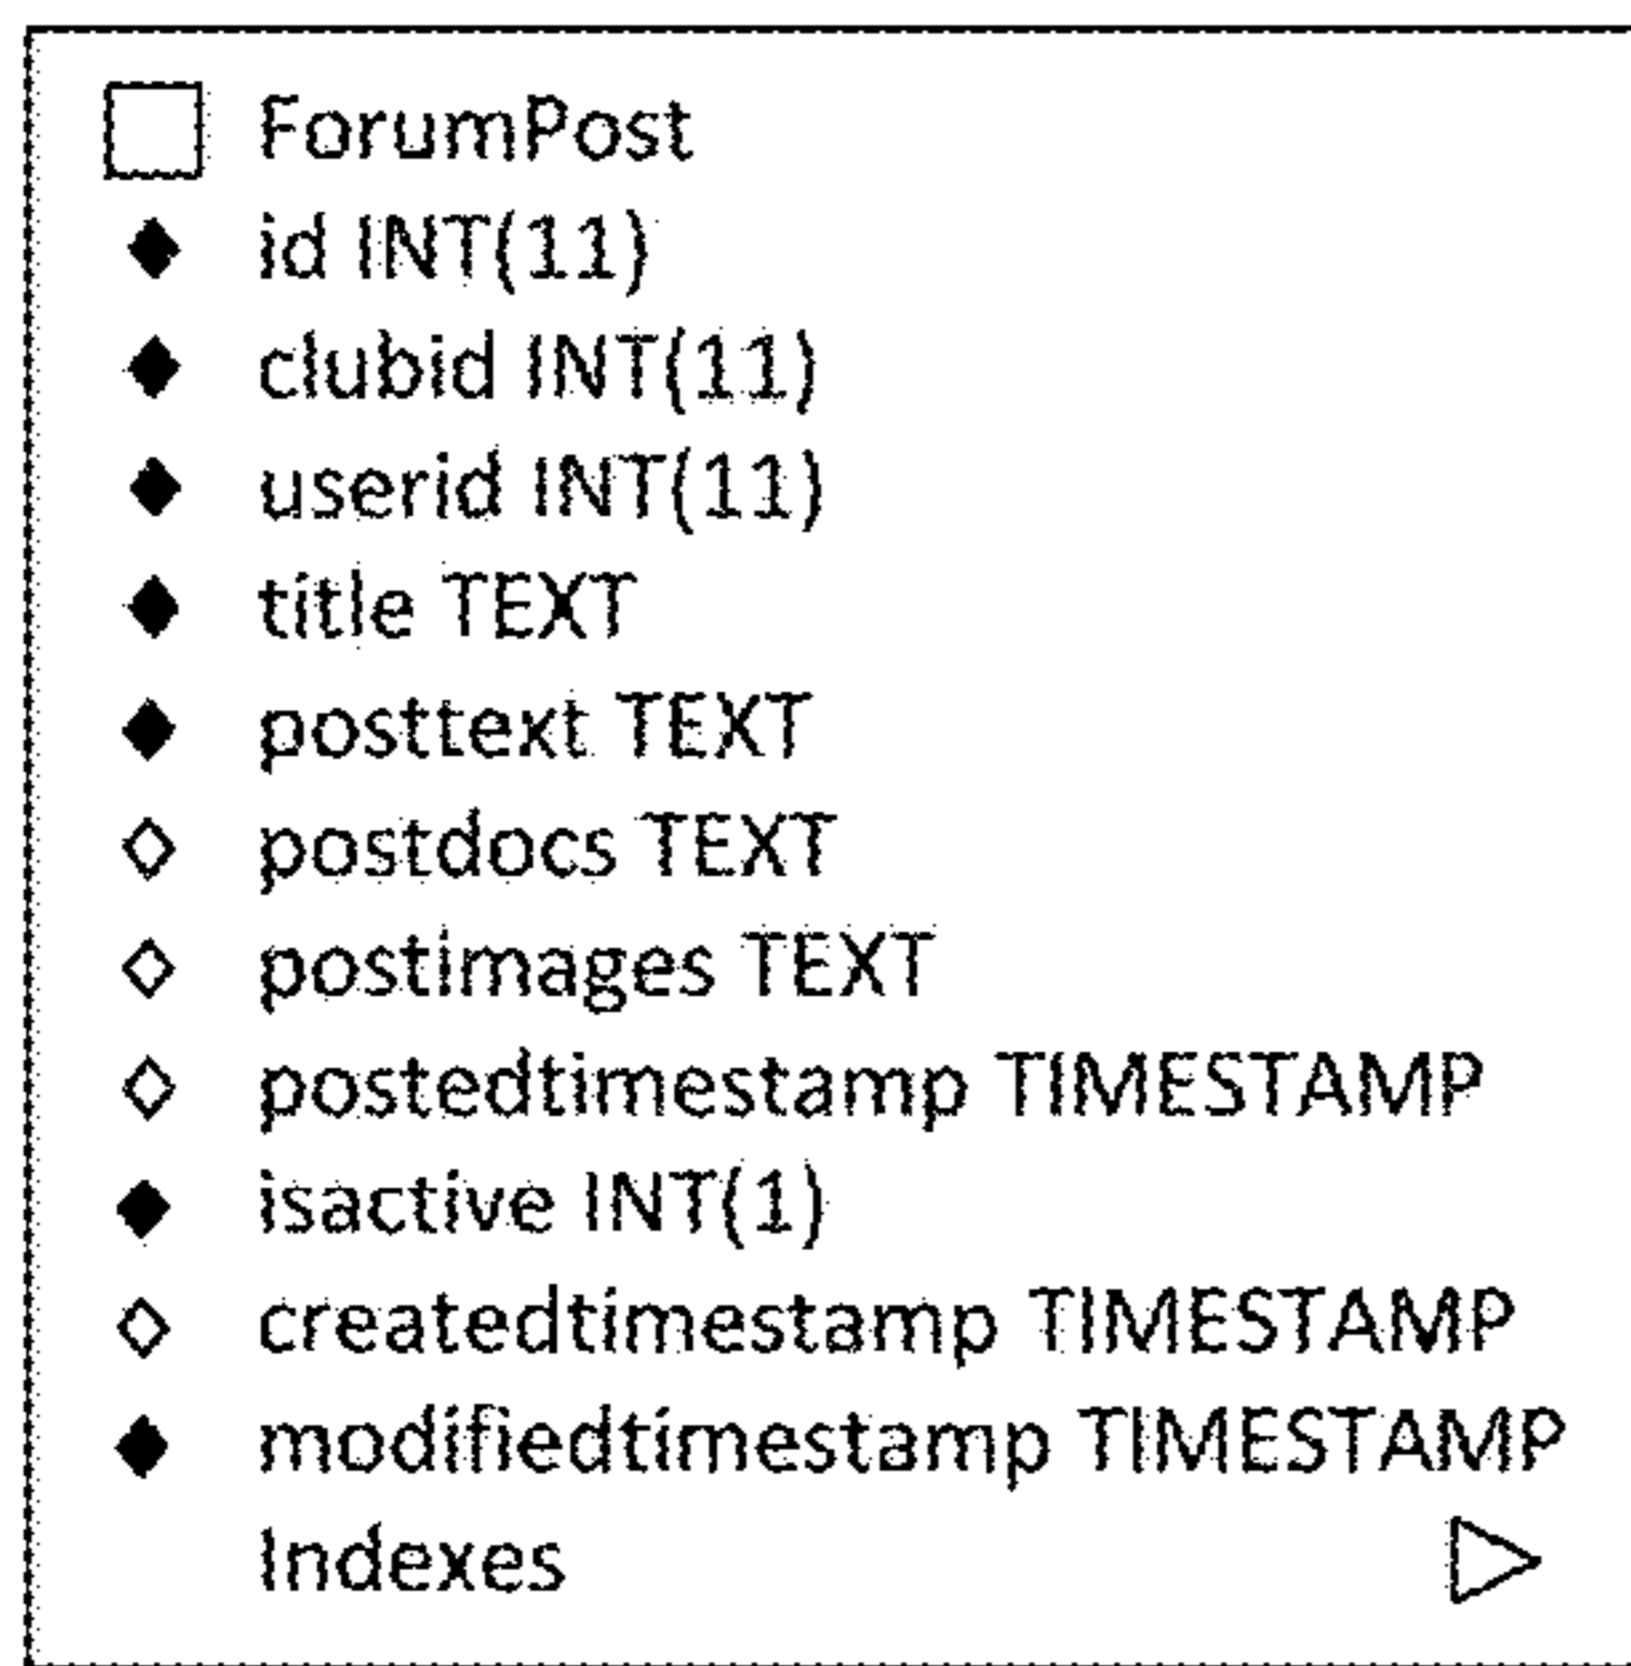 ForumPost
id INT(11)
clubid INT(11)
userid INT(11)
title TEXT
posttext TEXT
postdocs TEXT
postimages TEXT
postedtimestamp TIMESTAMP
isactive INT(1)
createdtimestamp TIMESTAMP
modifiedtimestamp TIMESTAMP
Indexes